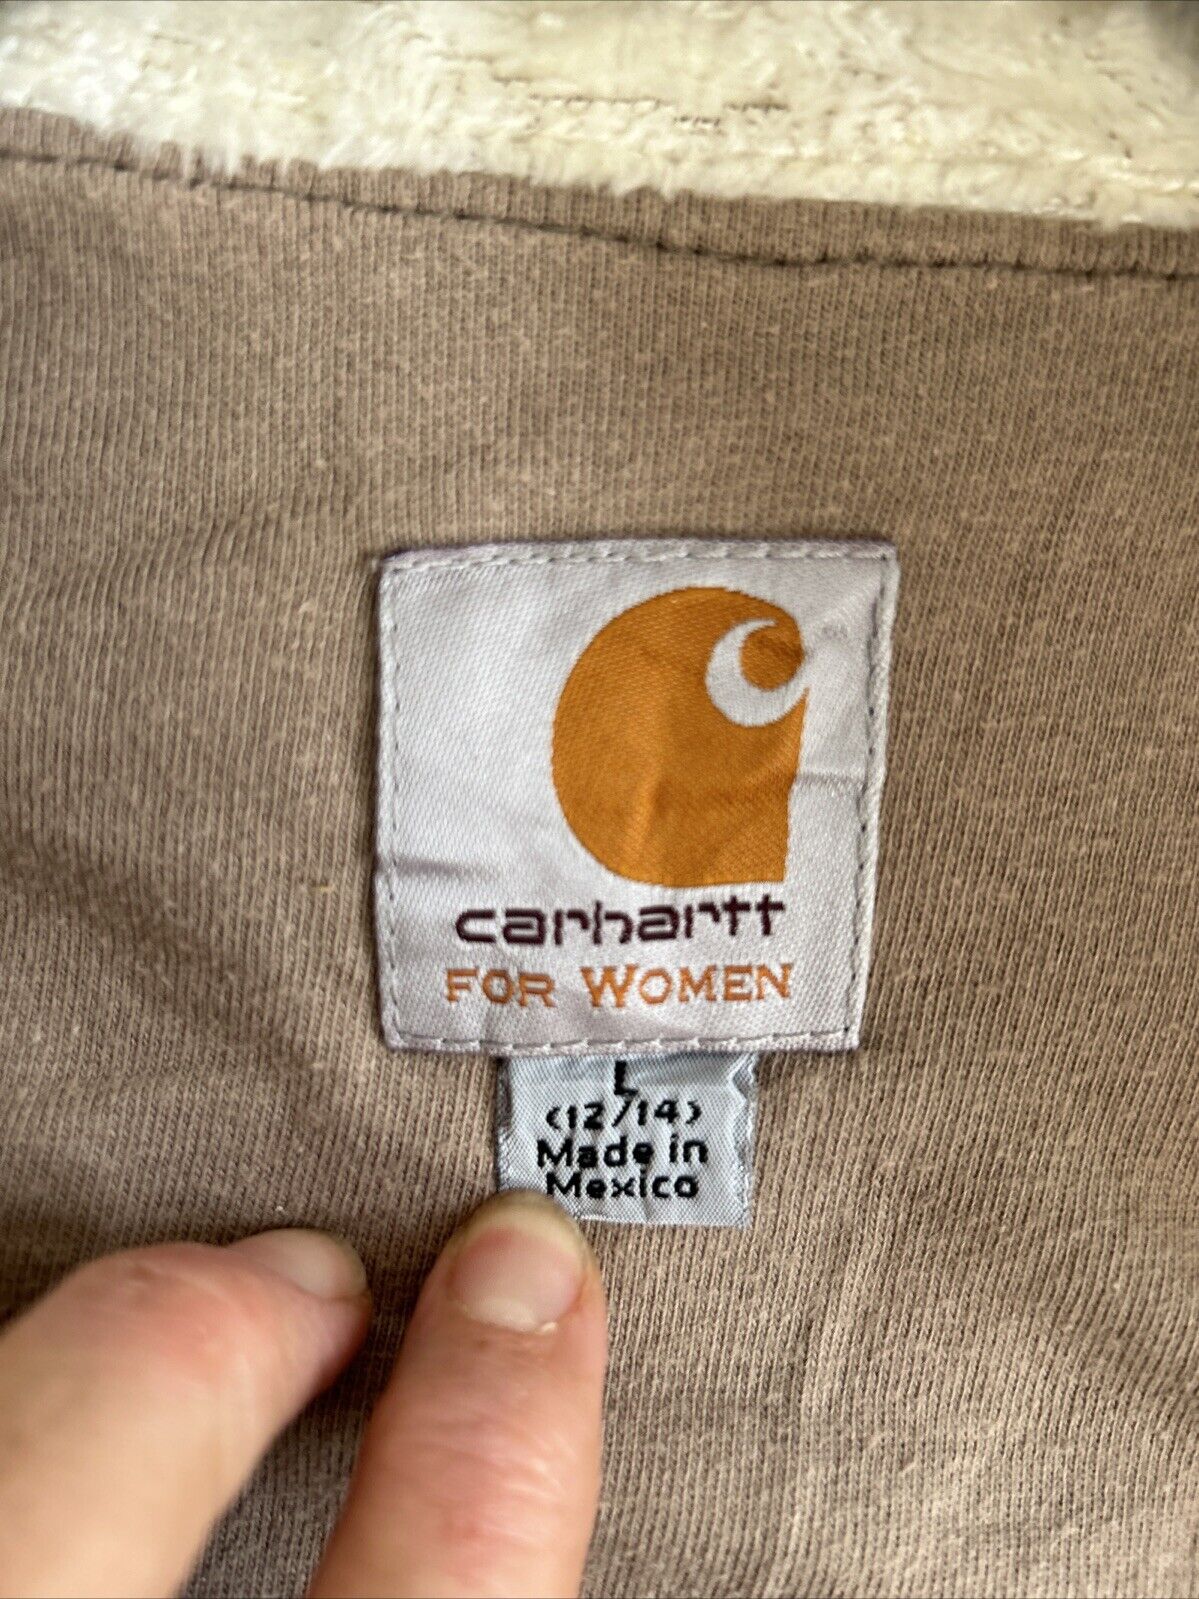 carhartt
FOR WOMEN
L
(12/14)
Made in
Mexico